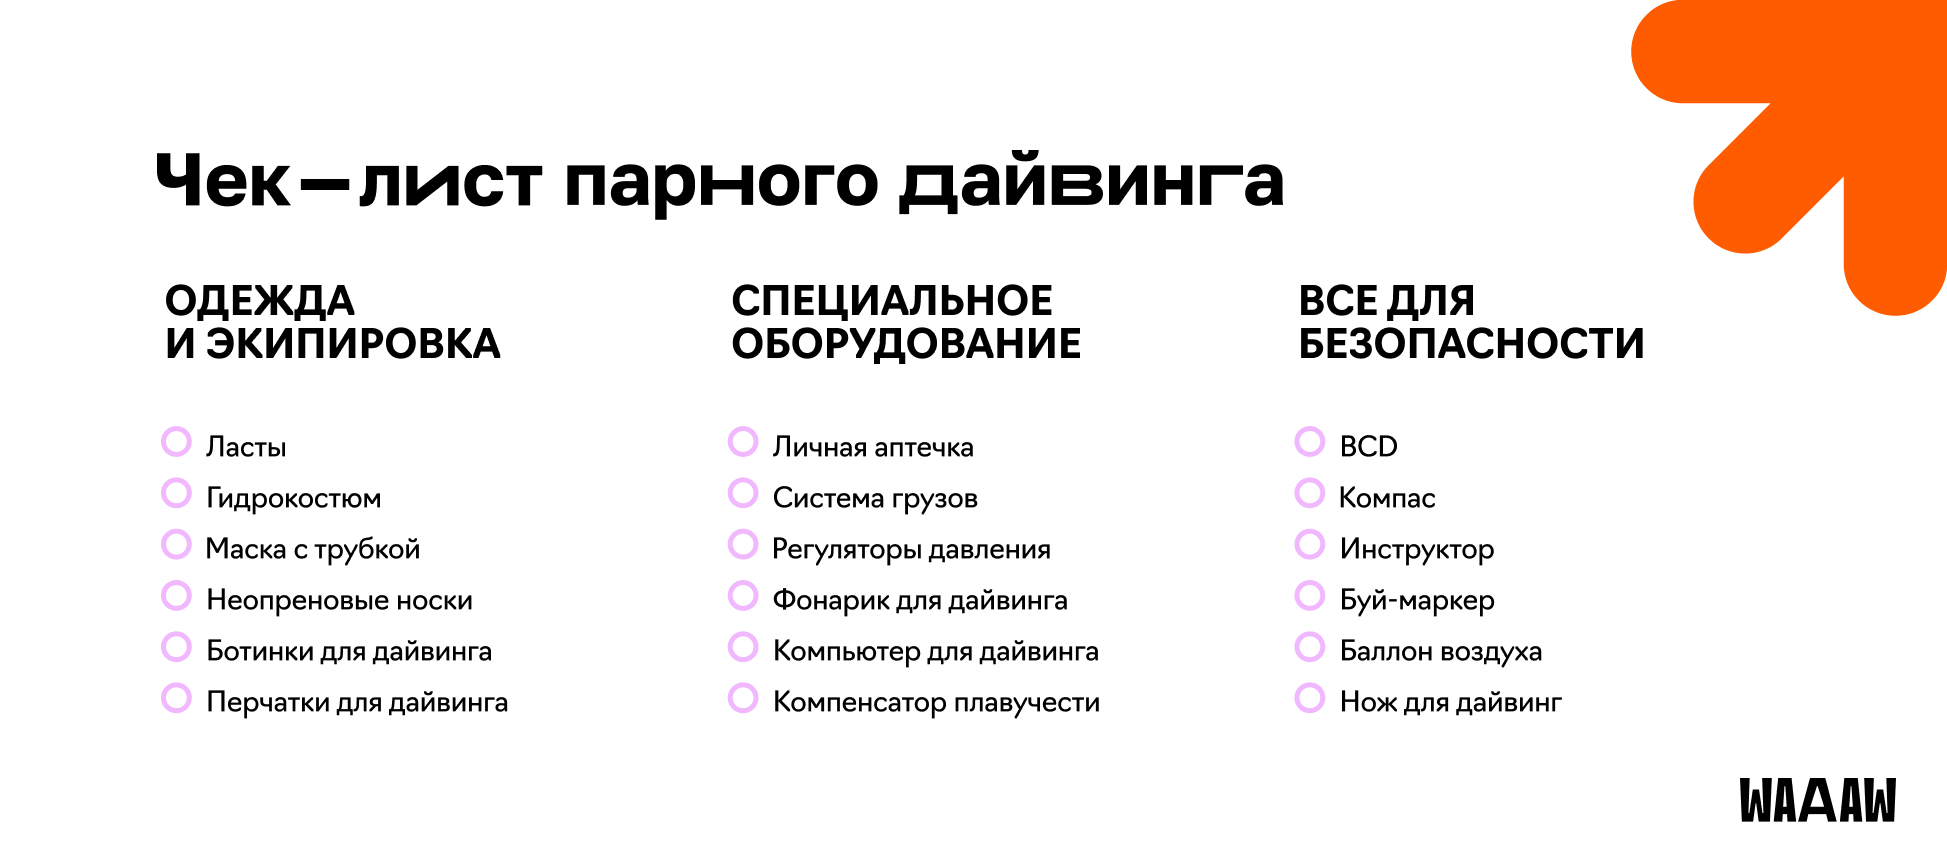 Чек—лист парного дайвинга
ОДЕЖДА
И ЭКИПИРОВКА
Ласты
Гидрокостюм
Маска с трубкой
Неопреновые носки
Ботинки для дайвинга
Перчатки для дайвинга
СПЕЦИАЛЬНОЕ
ОБОРУДОВАНИЕ
Личная аптечка
Система грузов
Регуляторы давления
Фонарик для дайвинга
Компьютер для дайвинга
Компенсатор плавучести
ВСЕ ДЛЯ
БЕЗОПАСНОСТИ
BCD
Компас
Инструктор
Буй-маркер
Баллон воздуха
Нож для дайвинг
WAAAW